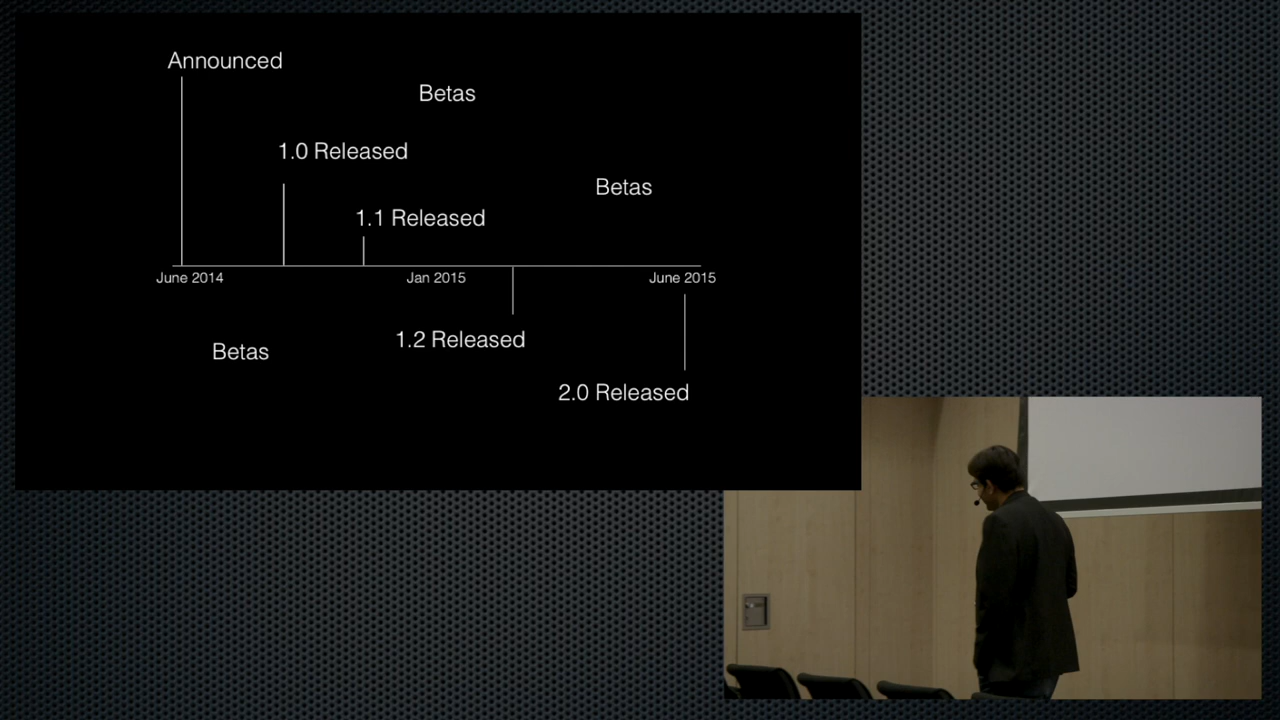 Announced
Betas
1.0 Released
Betas
1.1 Released
June 2014
Jan 2015
June 2015
1.2 Released
Betas
2.0 Released